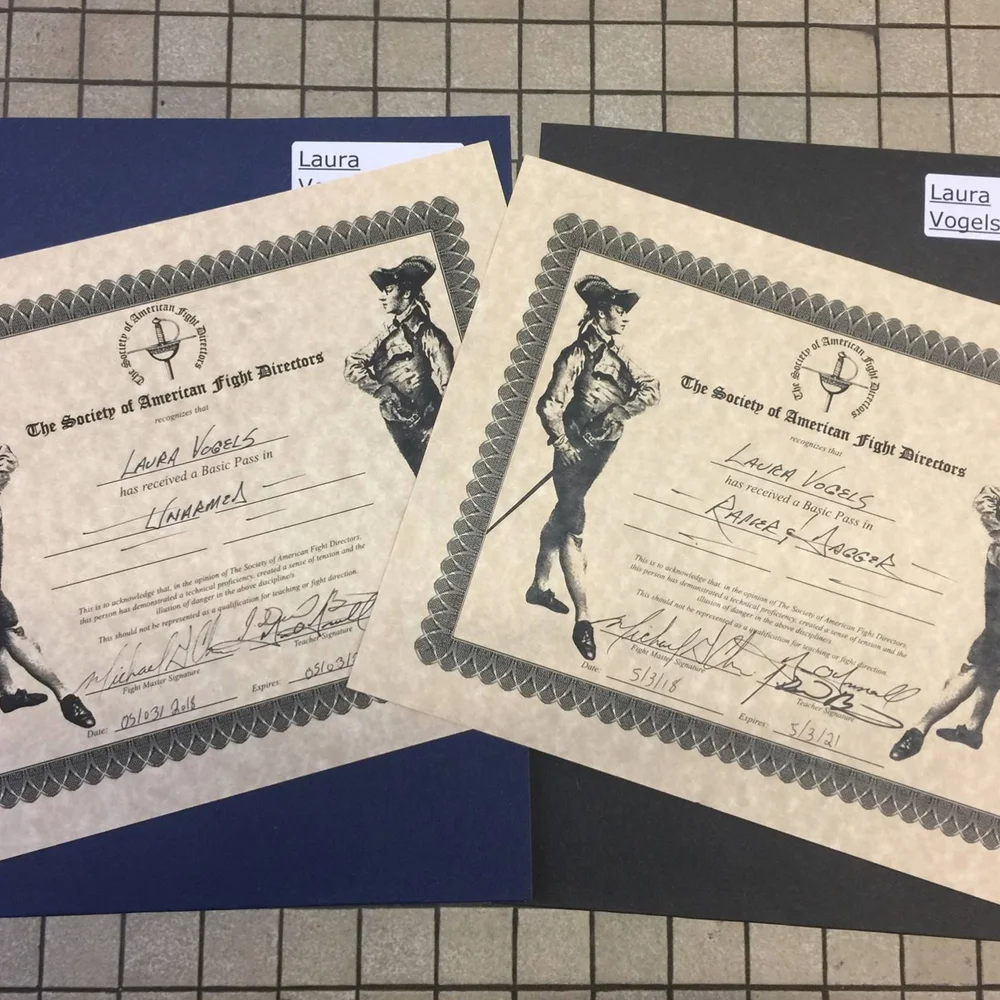 Laura
The Society of American Fight Directors
The Society of American Fight Directors
recognizes that
LAURA VOGELS
has received a Basic Pass in
UNARMED
This is to acknowledge that, in the opinion of The Society of American Fight Directors,
this person has demonstrated a technical proficiency, created a sense of tension and the
illusion of danger in the above discipline/s.
This should not be represented as a qualification for teaching or fight direction.
Fight Master Signature
Teacher Signature
Date: 05/03/2018
Expires: 05/03/
Laura
Vogels
The Society of American Fight Directors
The Society of American Fight Directors
recognizes that
LAURA VOGELS
has received a Basic Pass in
RAPIER & DAGGER
This is to acknowledge that, in the opinion of The Society of American Fight Directors,
this person has demonstrated a technical proficiency, created a sense of tension and the
illusion of danger in the above discipline/s.
This should not be represented as a qualification for teaching or fight direction.
Fight Master Signature
Teacher Signature
Date: 5/3/18
Expires: 5/3/21